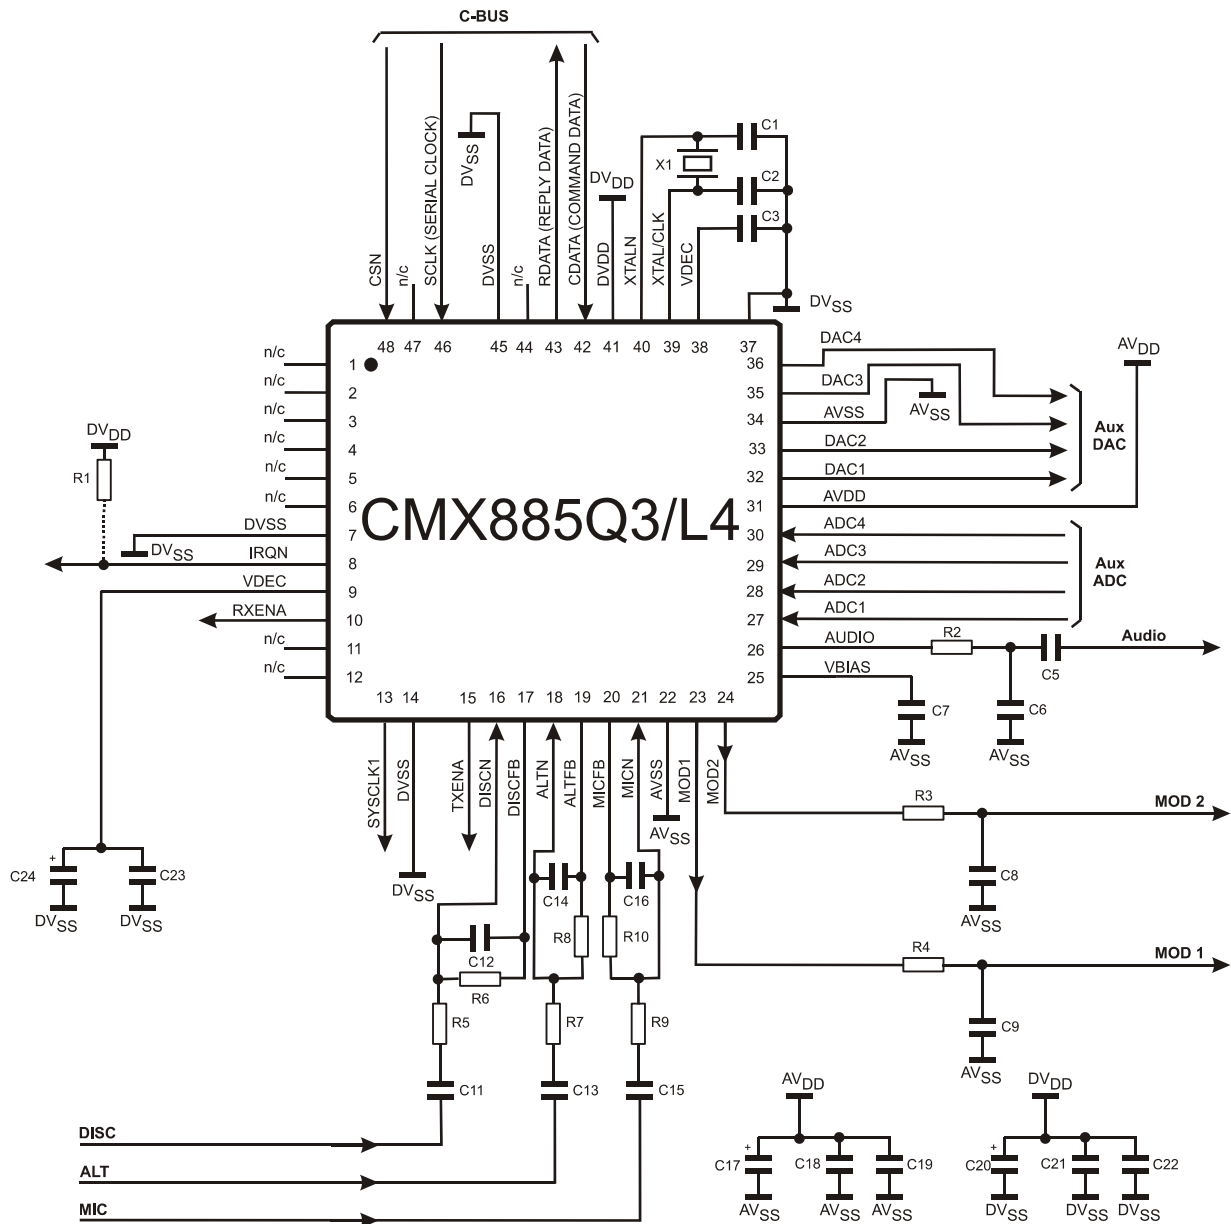 C-BUS
CSN
n/c
SCLK (SERIAL CLOCK)
DVSS
DVSS
n/c
RDATA (REPLY DATA)
CDATA (COMMAND DATA)
DVDD
DVDD
XTALN
XTAL/CLK
VDEC
X1
C1
C2
C3
DVSS
48 47 46 45 44 43 42 41 40 39 38 37
n/c 1
n/c 2
n/c 3
n/c 4
n/c 5
n/c 6
DVSS 7
IRQN 8
VDEC 9
RXENA 10
n/c 11
n/c 12
DVDD
R1
DVSS
CMX885Q3/L4
36 DAC4
35 DAC3
34 AVSS
33 DAC2
32 DAC1
31 AVDD
30 ADC4
29 ADC3
28 ADC2
27 ADC1
26 AUDIO
25 VBIAS
AVSS
AVDD
Aux
DAC
Aux
ADC
R2
C5
Audio
C7
AVSS
C6
AVSS
13 14 15 16 17 18 19 20 21 22 23 24
SYSCLK1
DVSS
TXENA
DISCN
DISCFB
ALTN
ALTFB
MICFB
MICN
AVSS
MOD1
MOD2
DVSS
AVSS
R3
MOD 2
C8
AVSS
R4
MOD 1
C9
AVSS
+
C24
DVSS
C23
DVSS
C12
R6
R5
C11
C14
R8
R7
C13
C16
R10
R9
C15
DISC
ALT
MIC
AVDD
+
C17
C18
C19
AVSS
AVSS
AVSS
DVDD
+
C20
C21
C22
DVSS
DVSS
DVSS